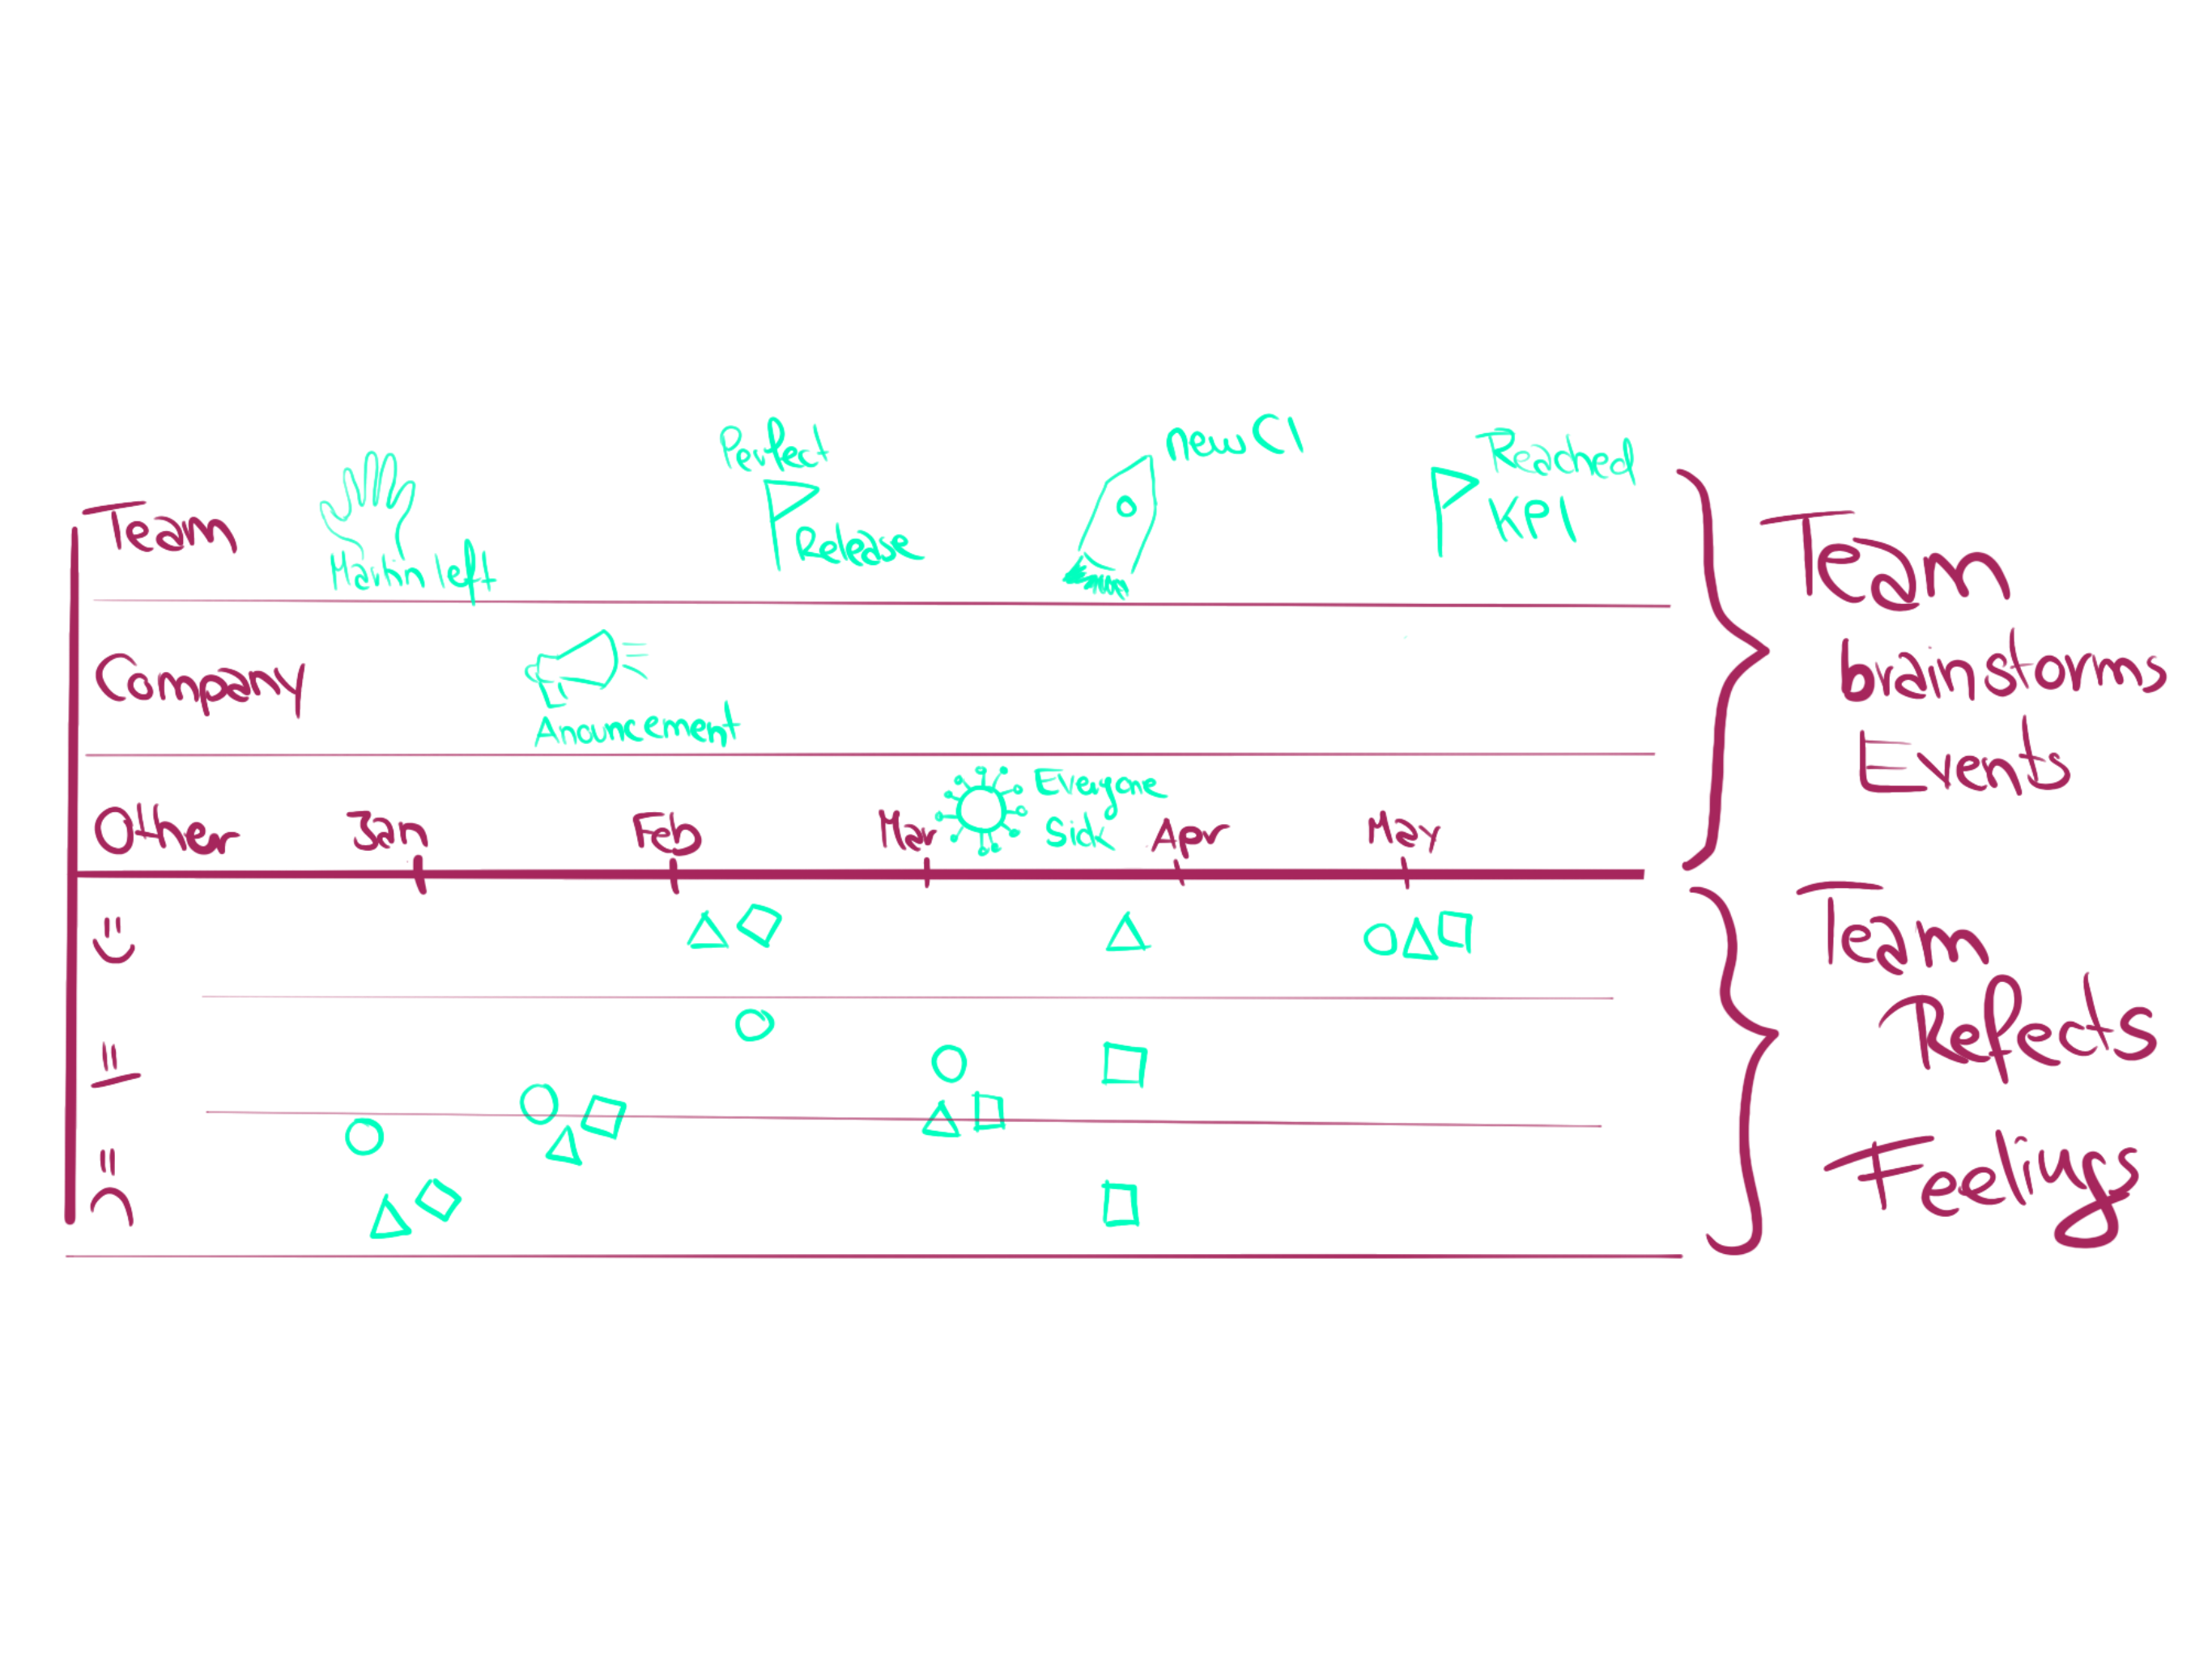 Perfect
new CI
Reached
KPI
Team
left
Release
Team
brainstorms
Events
Company
Anouncement
Everyone
Sick
Other
Jan
Feb
Mar
Apr
May
Team
Refects
Feelings